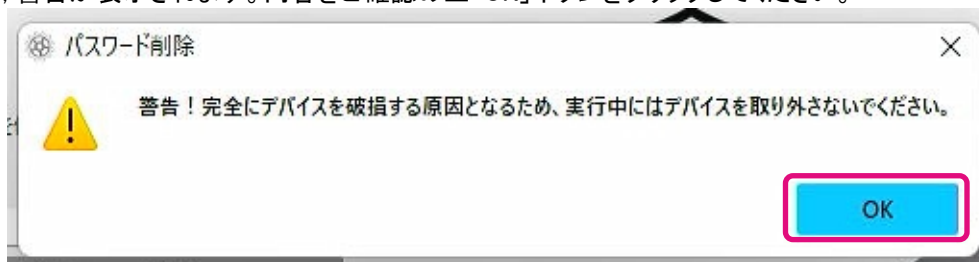 パスワード削除
警告！完全にデバイスを破損する原因となるため、実行中にはデバイスを取り外さないでください。
OK